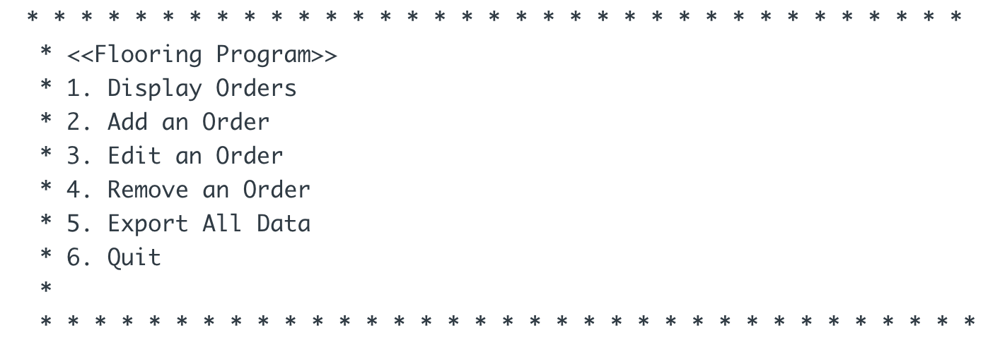 * * * * * * * * * * * * * * * * * * * * * * * * * * * * * * * * * * *
* <<Flooring Program>>
* 1. Display Orders
* 2. Add an Order
* 3. Edit an Order
* 4. Remove an Order
* 5. Export All Data
* 6. Quit
*
* * * * * * * * * * * * * * * * * * * * * * * * * * * * * * * * * * *